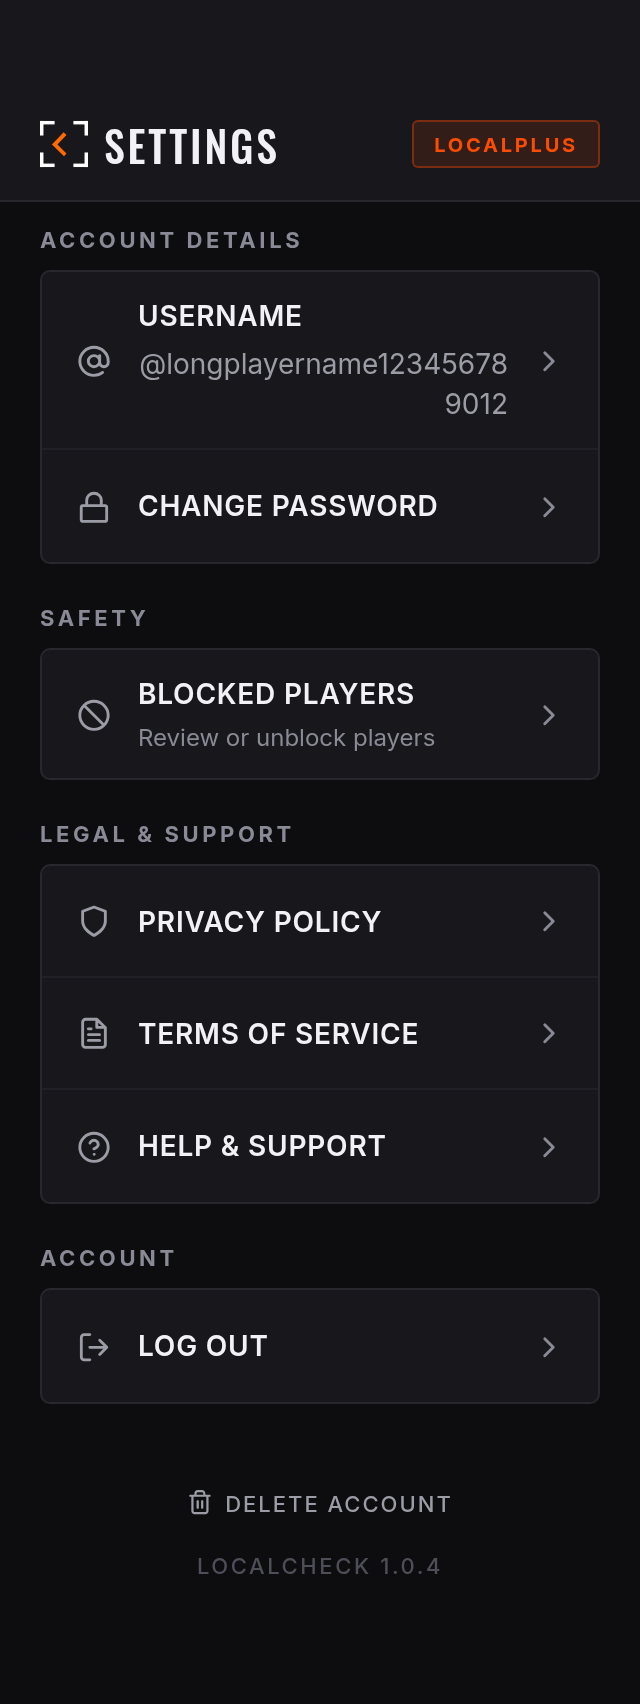 SETTINGS
LOCALPLUS
ACCOUNT DETAILS
USERNAME
@longplayername12345678
9012
CHANGE PASSWORD
SAFETY
BLOCKED PLAYERS
Review or unblock players
LEGAL & SUPPORT
PRIVACY POLICY
TERMS OF SERVICE
HELP & SUPPORT
ACCOUNT
LOG OUT
DELETE ACCOUNT
LOCALCHECK 1.0.4